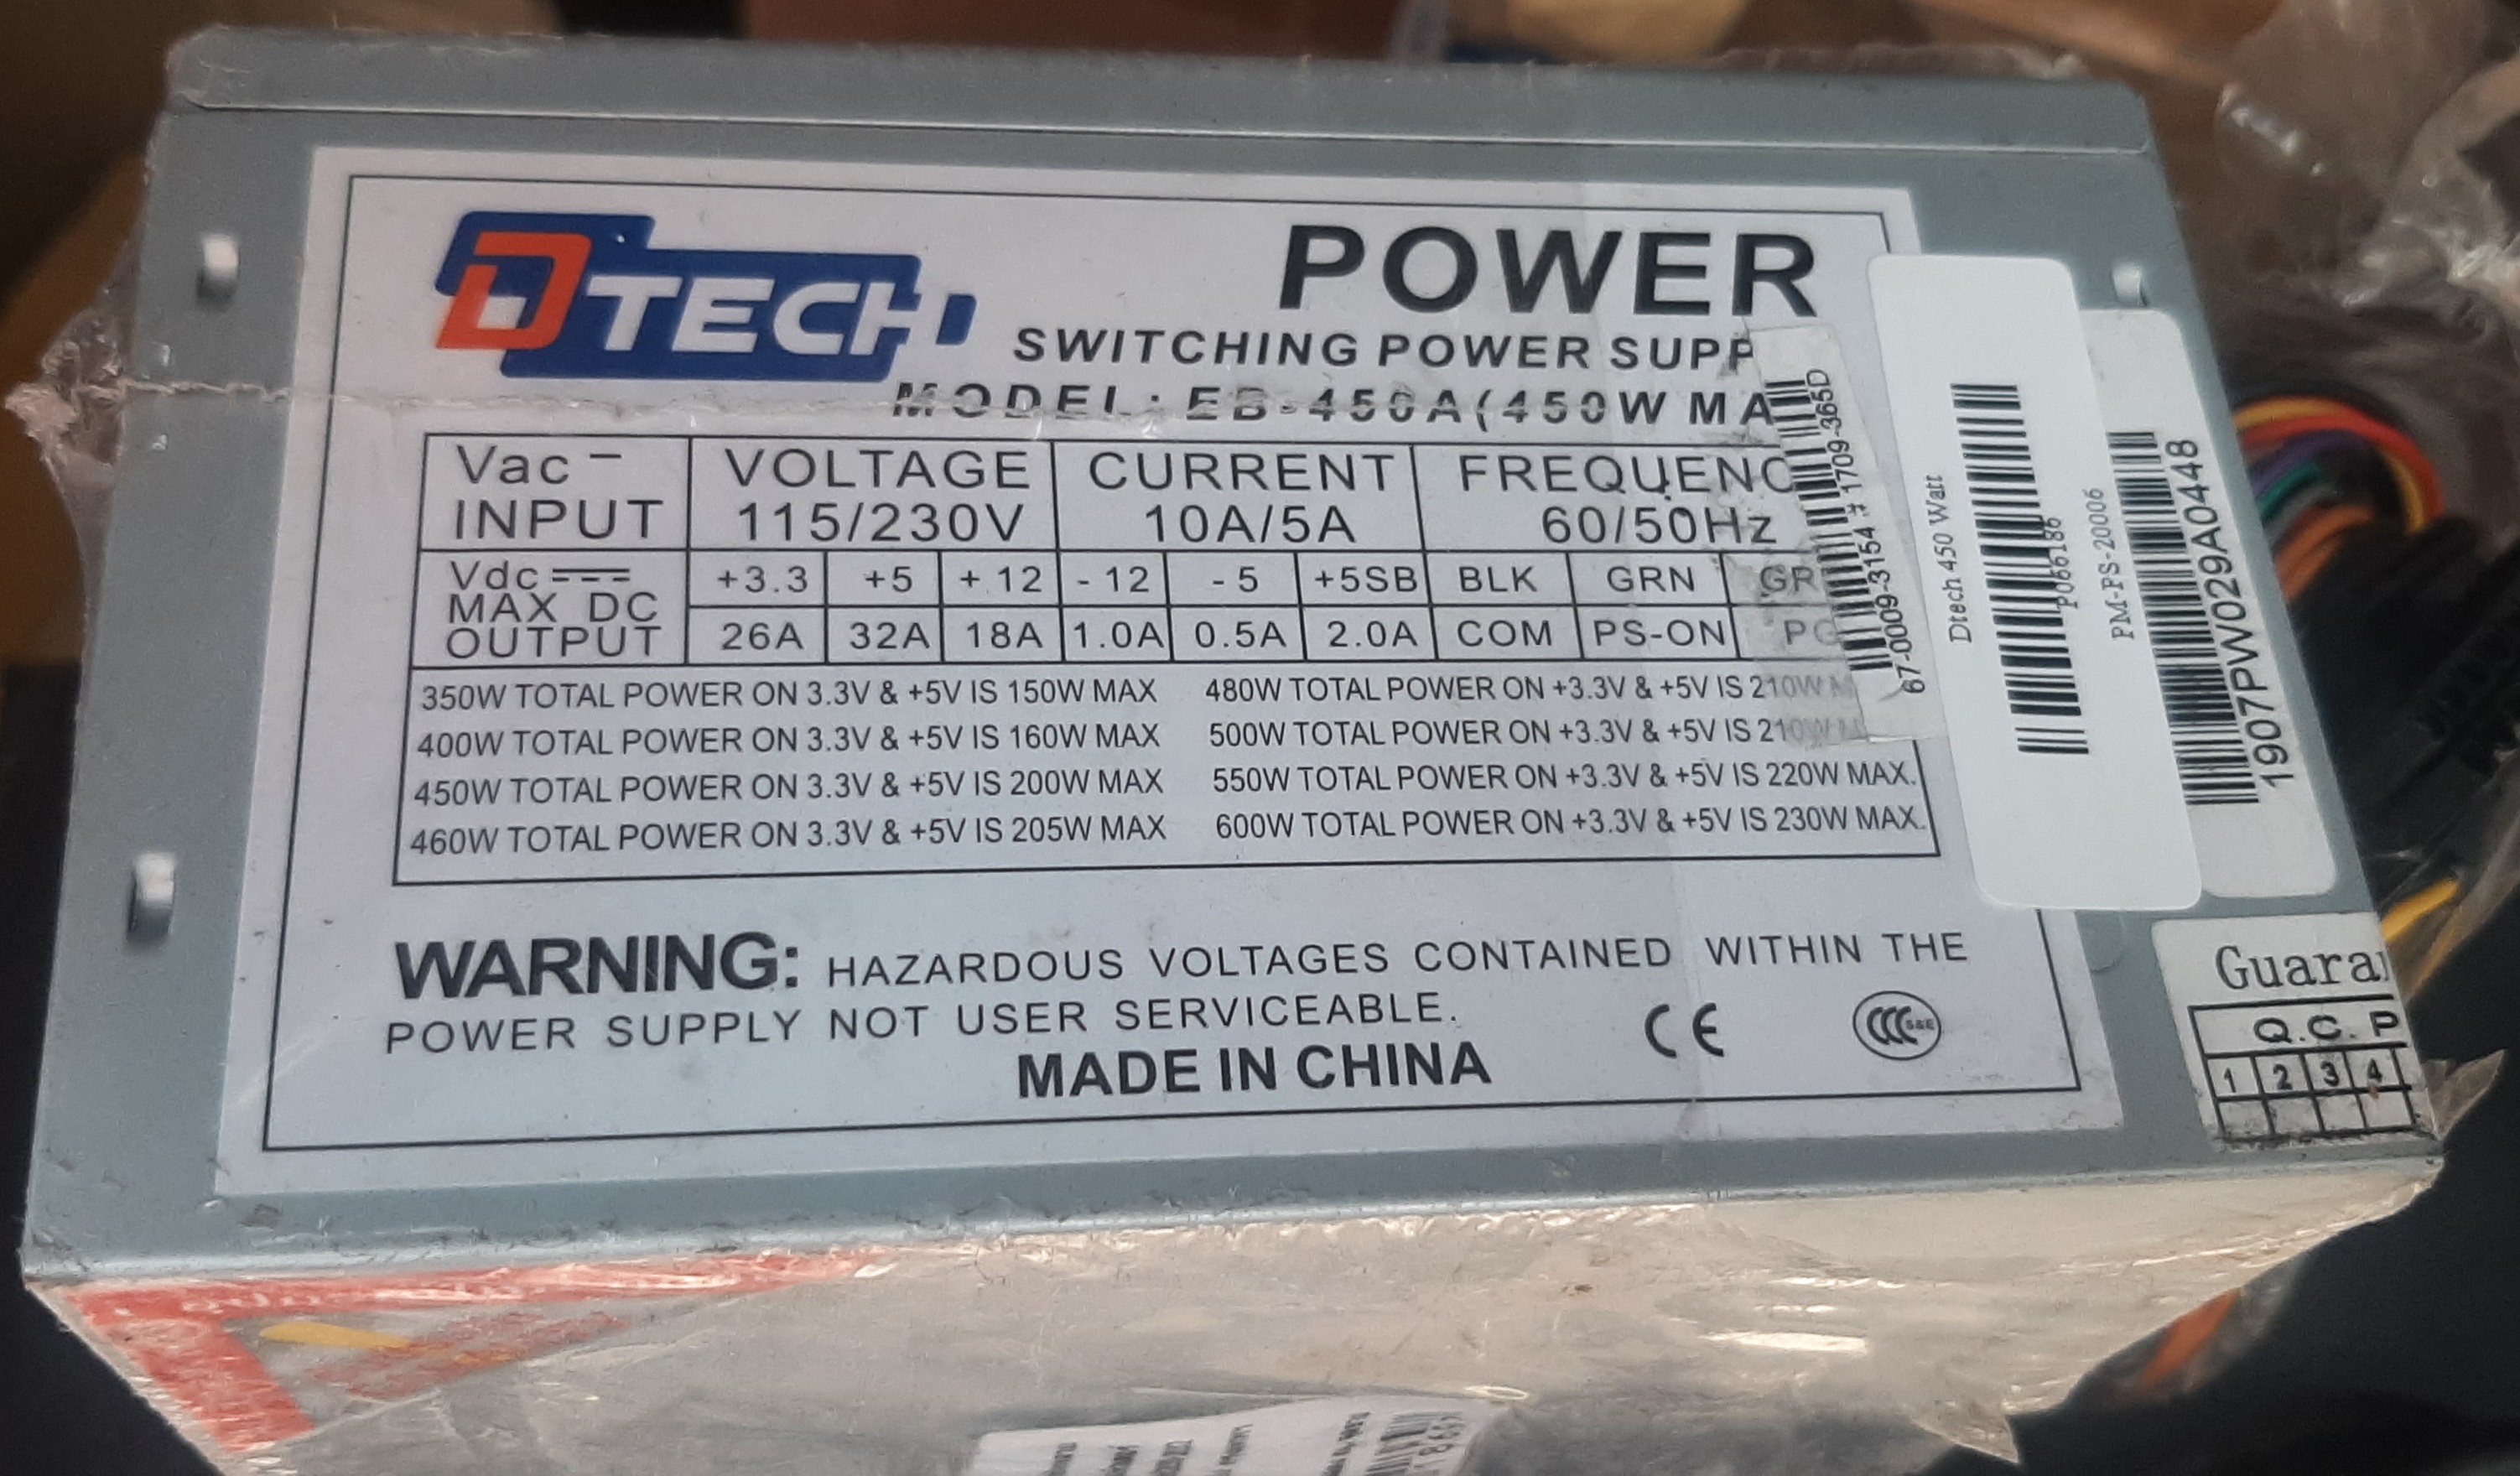 DTECH
POWER
SWITCHING POWER SUPP
MODEL: EB-450A(450W MA
Vac
INPUT
VOLTAGE
115/230V
CURRENT
10A/5A
FREQUENC
60/50Hz
Vdc
MAX DC
OUTPUT
+3.3 +5 +12 -12 -5 +5SB BLK GRN GR
26A 32A 18A 1.0A 0.5A 2.0A COM PS-ON PG
350W TOTAL POWER ON 3.3V & +5V IS 150W MAX
400W TOTAL POWER ON 3.3V & +5V IS 160W MAX
450W TOTAL POWER ON 3.3V & +5V IS 200W MAX
460W TOTAL POWER ON 3.3V & +5V IS 205W MAX
480W TOTAL POWER ON +3.3V & +5V IS 210W M
500W TOTAL POWER ON +3.3V & +5V IS 210W M
550W TOTAL POWER ON +3.3V & +5V IS 220W MAX.
600W TOTAL POWER ON +3.3V & +5V IS 230W MAX.
WARNING: HAZARDOUS VOLTAGES CONTAINED WITHIN THE
POWER SUPPLY NOT USER SERVICEABLE.
CE
CCC S&E
MADE IN CHINA
# 1709-365D
67-0009-3154
Dtech 450 Watt
P066186
PM-PS-20006
1907PW029A0448
Guaran
Q.C. P
1 2 3 4